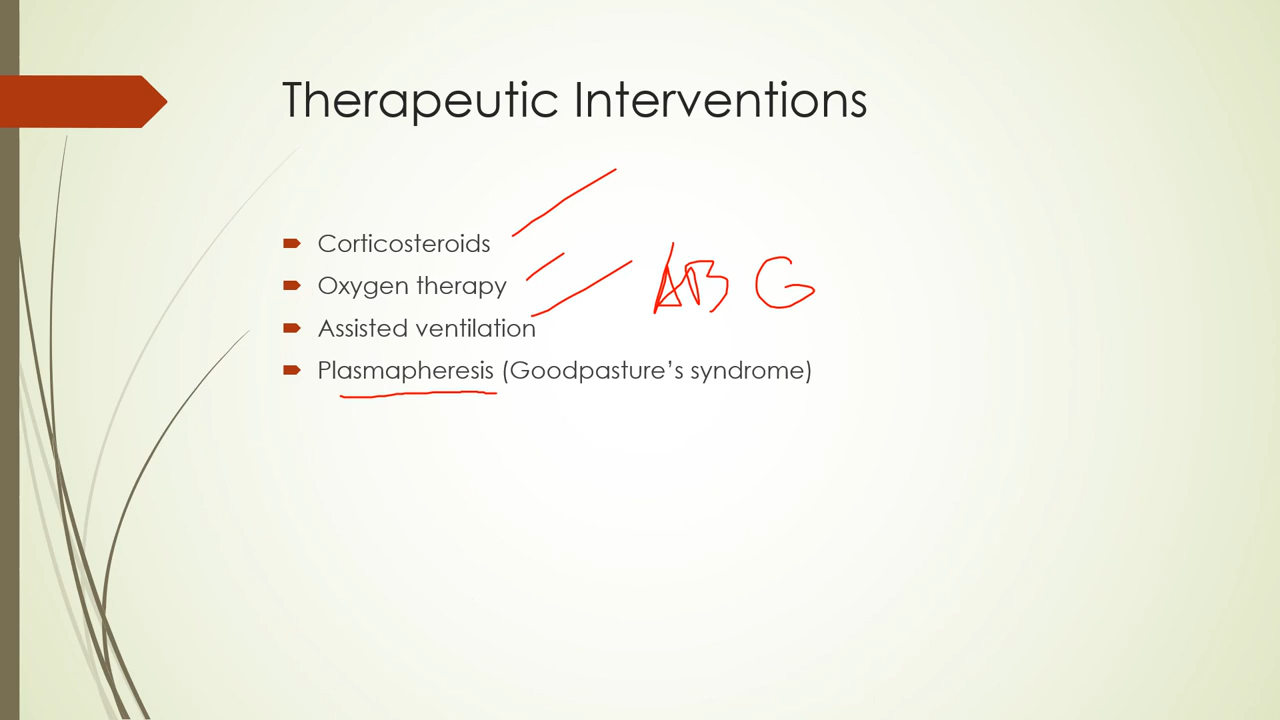 Therapeutic Interventions
Corticosteroids
Oxygen therapy
ABG
Assisted ventilation
Plasmapheresis (Goodpasture’s syndrome)